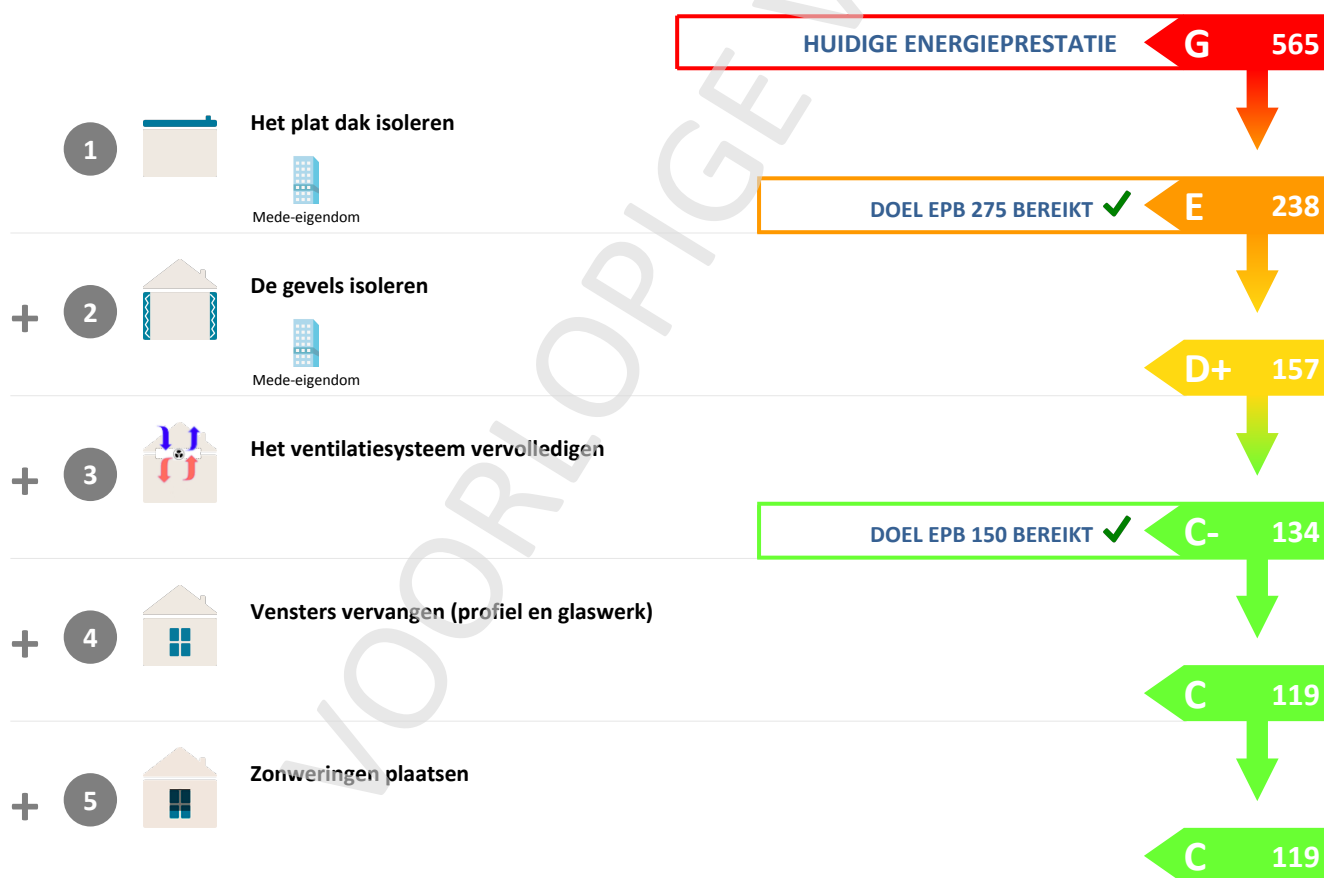 HUIDIGE ENERGIEPRESTATIE G 565
1 Het plat dak isoleren
Mede-eigendom
DOEL EPB 275 BEREIKT E 238
+ 2 De gevels isoleren
Mede-eigendom
D+ 157
+ 3 Het ventilatiesysteem vervolledigen
DOEL EPB 150 BEREIKT C- 134
+ 4 Vensters vervangen (profiel en glaswerk)
C 119
+ 5 Zonweringen plaatsen
C 119
VOORLOPIGE